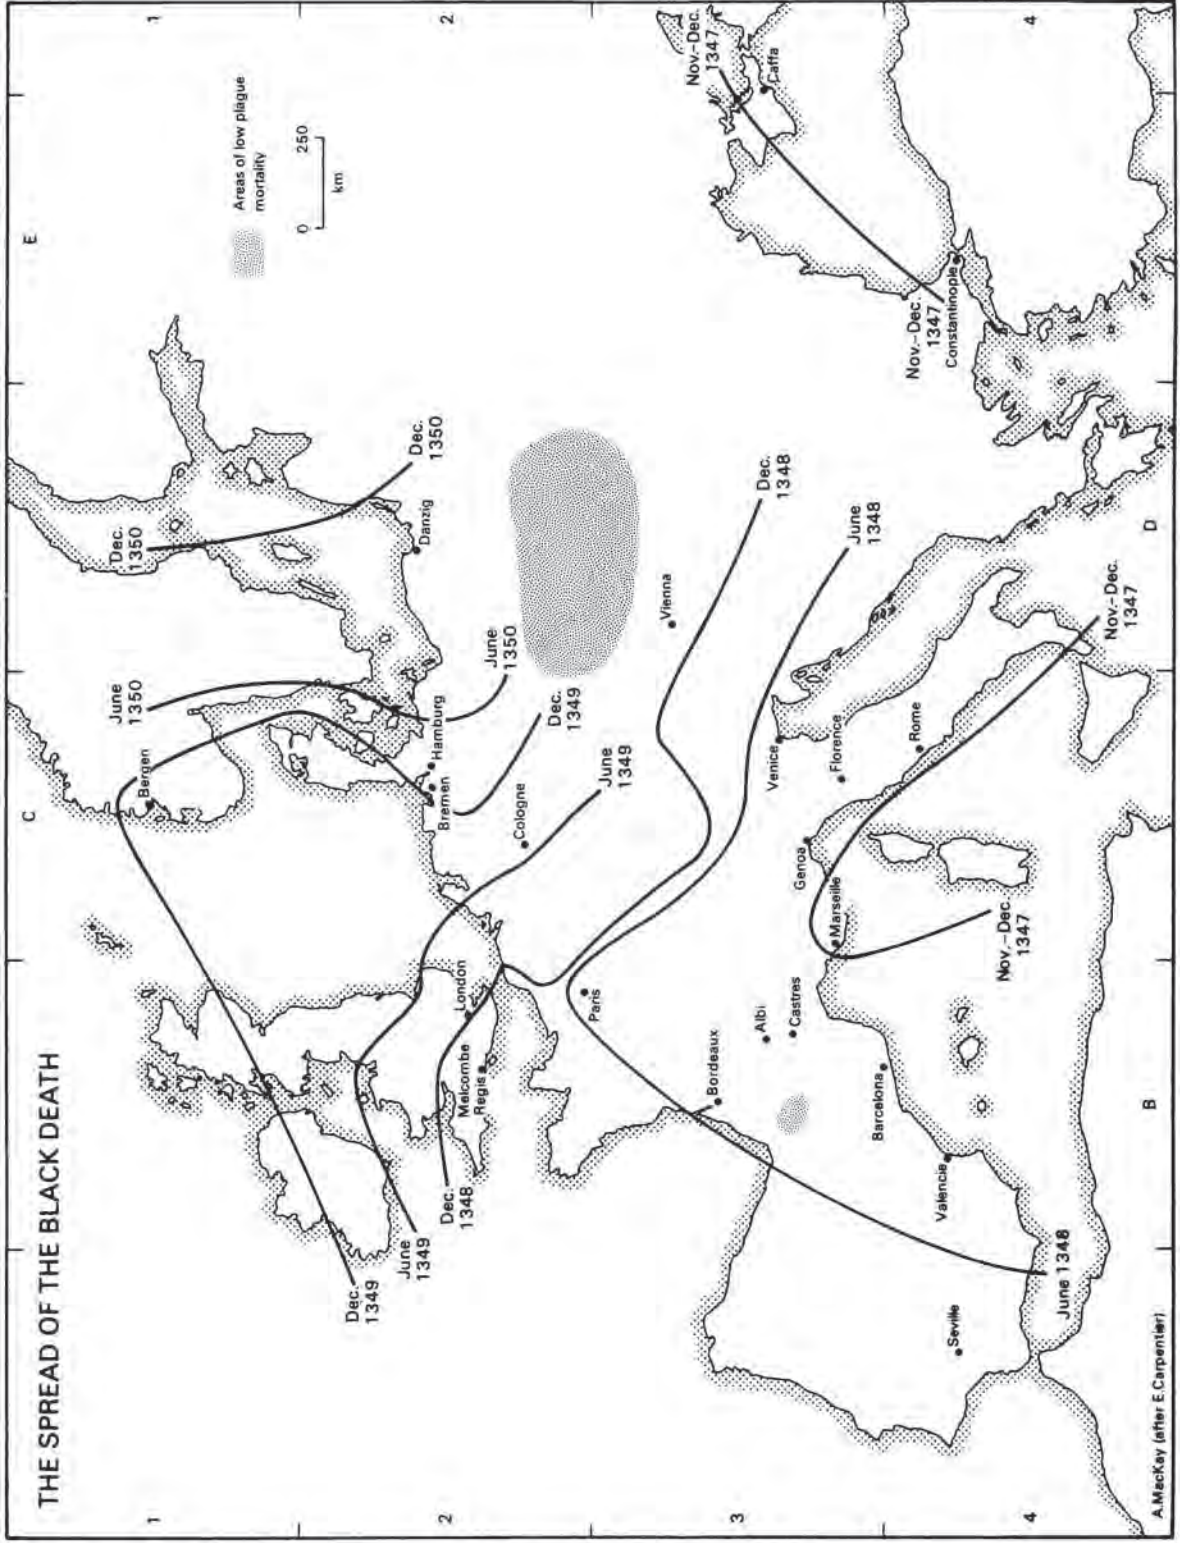 THE SPREAD OF THE BLACK DEATH
C
E
1
1
2
2
3
4
4
B
D
Areas of low plague
mortality
0
250
km
Bergen
June
1350
Dec.
1350
Dec.
1350
Danzig
Hamburg
Bremen
June
1350
Dec.
1349
Cologne
June
1349
London
Melcombe
Regis
Dec.
1349
June
1349
Dec.
1348
Paris
Vienna
Dec.
1348
June
1348
Bordeaux
Albi
Castres
Venice
Genoa
Florence
Marseille
Rome
Barcelona
Valencie
Seville
June 1348
Nov.–Dec.
1347
Nov.–Dec.
1347
Nov.–Dec.
1347
Constantinople
Nov.–Dec.
1347
Caffa
A.MacKay (after E.Carpentier)